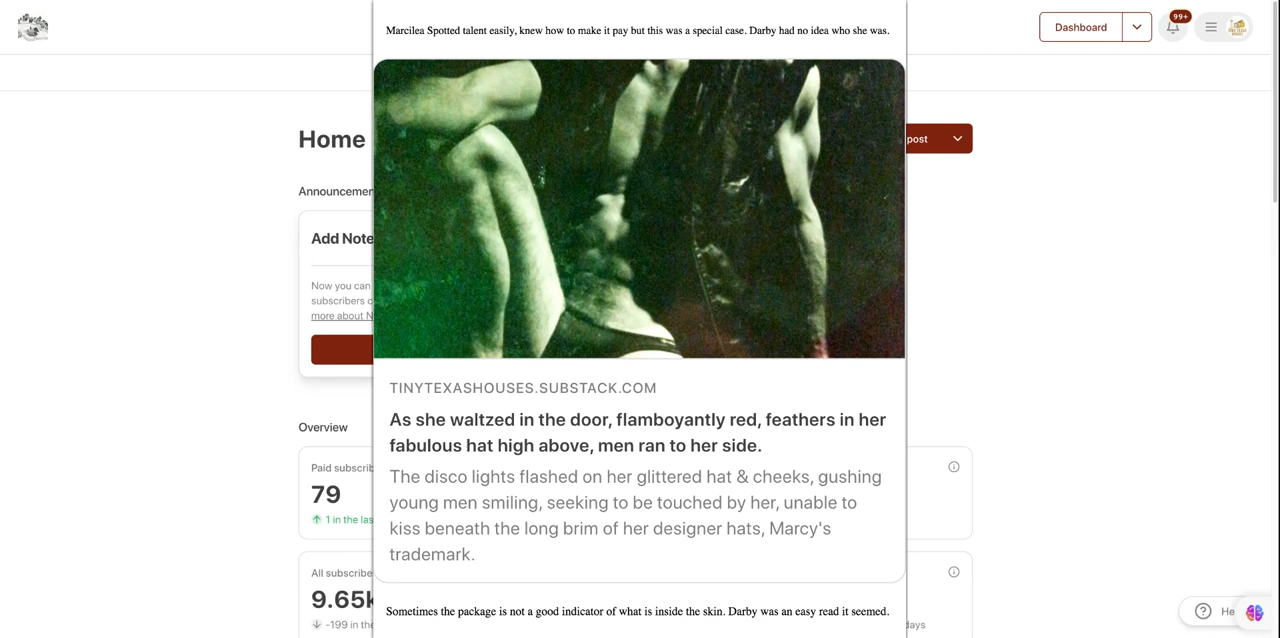 Marcilea Spotted talent easily, knew how to make it pay but this was a special case. Darby had no idea who she was.
Dashboard
99+
Home
post
Announcemen
Add Note
Now you can
subscribers c
more about N
TINYTEXASHOUSES.SUBSTACK.COM
As she waltzed in the door, flamboyantly red, feathers in her
fabulous hat high above, men ran to her side.
The disco lights flashed on her glittered hat & cheeks, gushing
young men smiling, seeking to be touched by her, unable to
kiss beneath the long brim of her designer hats, Marcy's
trademark.
Overview
Paid subscrib
79
1 in the las
All subscribe
9.65k
-199 in the
days
Sometimes the package is not a good indicator of what is inside the skin. Darby was an easy read it seemed.
He